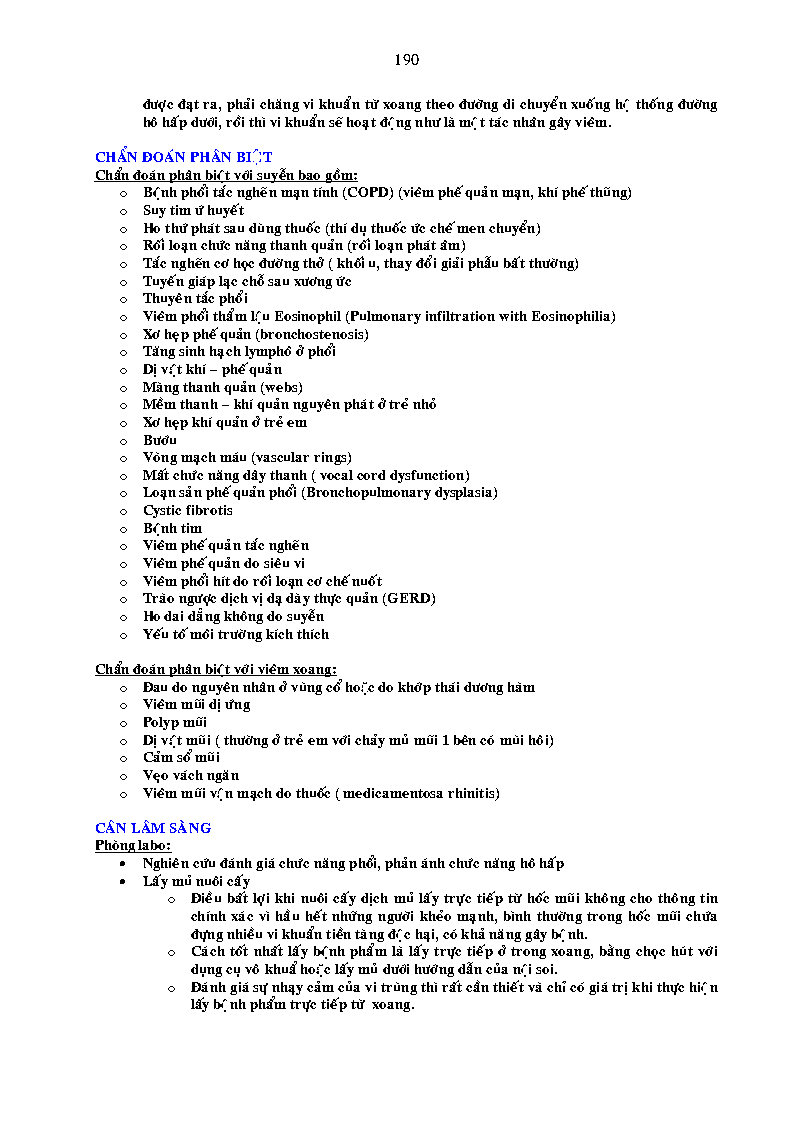 190
được đạt ra, phải chăng vi khuẩn từ xoang theo đường di chuyển xuống hệ thống đường
hô hấp dưới, rồi thì vi khuẩn sẽ hoạt động như là một tác nhân gây viêm.
CHẨN ĐOÁN PHÂN BIỆT
Chẩn đoán phân biệt với suyễn bao gồm:
o Bệnh phổi tắc nghẽn mạn tính (COPD) (viêm phế quản mạn, khí phế thũng)
o Suy tim ứ huyết
o Ho thứ phát sau dùng thuốc (thí dụ thuốc ức chế men chuyển)
o Rối loạn chức năng thanh quản (rối loạn phát âm)
o Tắc nghẽn cơ học đường thở ( khối u, thay đổi giải phẫu bất thường)
o Tuyến giáp lạc chỗ sau xương ức
o Thuyên tắc phổi
o Viêm phổi thẩm lậu Eosinophil (Pulmonary infiltration with Eosinophilia)
o Xơ hẹp phế quản (bronchostenosis)
o Tăng sinh hạch lymphô ở phổi
o Dị vật khí – phế quản
o Màng thanh quản (webs)
o Mềm thanh – khí quản nguyên phát ở trẻ nhỏ
o Xơ hẹp khí quản ở trẻ em
o Bướu
o Vòng mạch máu (vascular rings)
o Mất chức năng dây thanh ( vocal cord dysfunction)
o Loạn sản phế quản phổi (Bronchopulmonary dysplasia)
o Cystic fibrotis
o Bệnh tim
o Viêm phế quản tắc nghẽn
o Viêm phế quản do siêu vi
o Viêm phổi hít do rối loạn cơ chế nuốt
o Trào ngược dịch vị dạ dày thực quản (GERD)
o Ho dai dẳng không do suyễn
o Yếu tố môi trường kích thích
Chẩn đoán phân biệt với viêm xoang:
o Đau do nguyên nhân ở vùng cổ hoặc do khớp thái dương hàm
o Viêm mũi dị ứng
o Polyp mũi
o Dị vật mũi ( thường ở trẻ em với chảy mủ mũi 1 bên có mùi hôi)
o Cảm sổ mũi
o Vẹo vách ngăn
o Viêm mũi vận mạch do thuốc ( medicamentosa rhinitis)
CẬN LÂM SÀNG
Phòng labo:
• Nghiên cứu đánh giá chức năng phổi, phản ánh chức năng hô hấp
• Lấy mủ nuôi cấy
o Điều bất lợi khi nuôi cấy dịch mủ lấy trực tiếp từ hốc mũi không cho thông tin
chính xác vì hầu hết những người khẻo mạnh, bình thường trong hốc mũi chứa
đựng nhiều vi khuẩn tiền tàng độc hại, có khả năng gây bệnh.
o Cách tốt nhất lấy bệnh phẩm là lấy trực tiếp ở trong xoang, bằng chọc hút với
dụng cụ vô khuẩ hoặc lấy mủ dưới hướng dẫn của nội soi.
o Đánh giá sự nhạy cảm của vi trùng thì rất cần thiết và chỉ có giá trị khi thực hiện
lấy bệnh phẩm trực tiếp từ xoang.